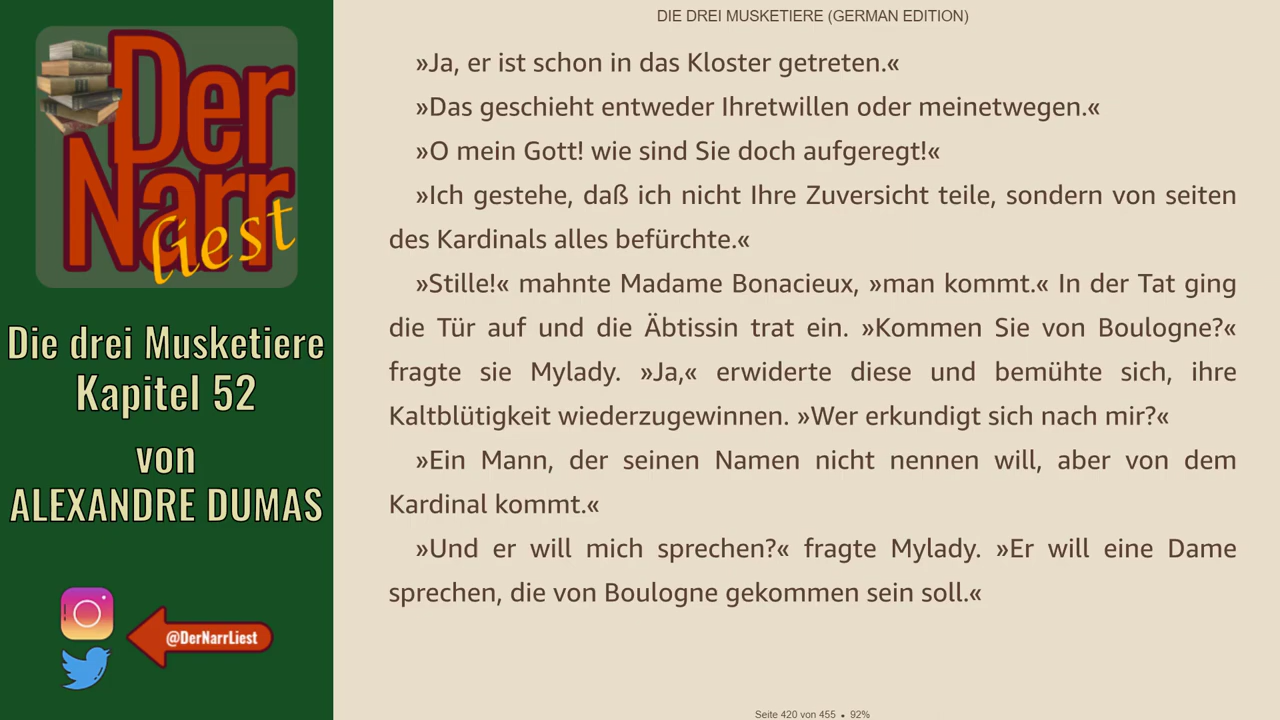 Der
Narr
liest
Die drei Musketiere
Kapitel 52
von
ALEXANDRE DUMAS
@DerNarrLiest
DIE DREI MUSKETIERE (GERMAN EDITION)
»Ja, er ist schon in das Kloster getreten.«
»Das geschieht entweder Ihretwillen oder meinetwegen.«
»O mein Gott! wie sind Sie doch aufgeregt!«
»Ich gestehe, daß ich nicht Ihre Zuversicht teile, sondern von seiten
des Kardinals alles befürchte.«
»Stille!« mahnte Madame Bonacieux, »man kommt.« In der Tat ging
die Tür auf und die Äbtissin trat ein. »Kommen Sie von Boulogne?«
fragte sie Mylady. »Ja,« erwiderte diese und bemühte sich, ihre
Kaltblütigkeit wiederzugewinnen. »Wer erkundigt sich nach mir?«
»Ein Mann, der seinen Namen nicht nennen will, aber von dem
Kardinal kommt.«
»Und er will mich sprechen?« fragte Mylady. »Er will eine Dame
sprechen, die von Boulogne gekommen sein soll.«
Seite 420 von 455 • 92%